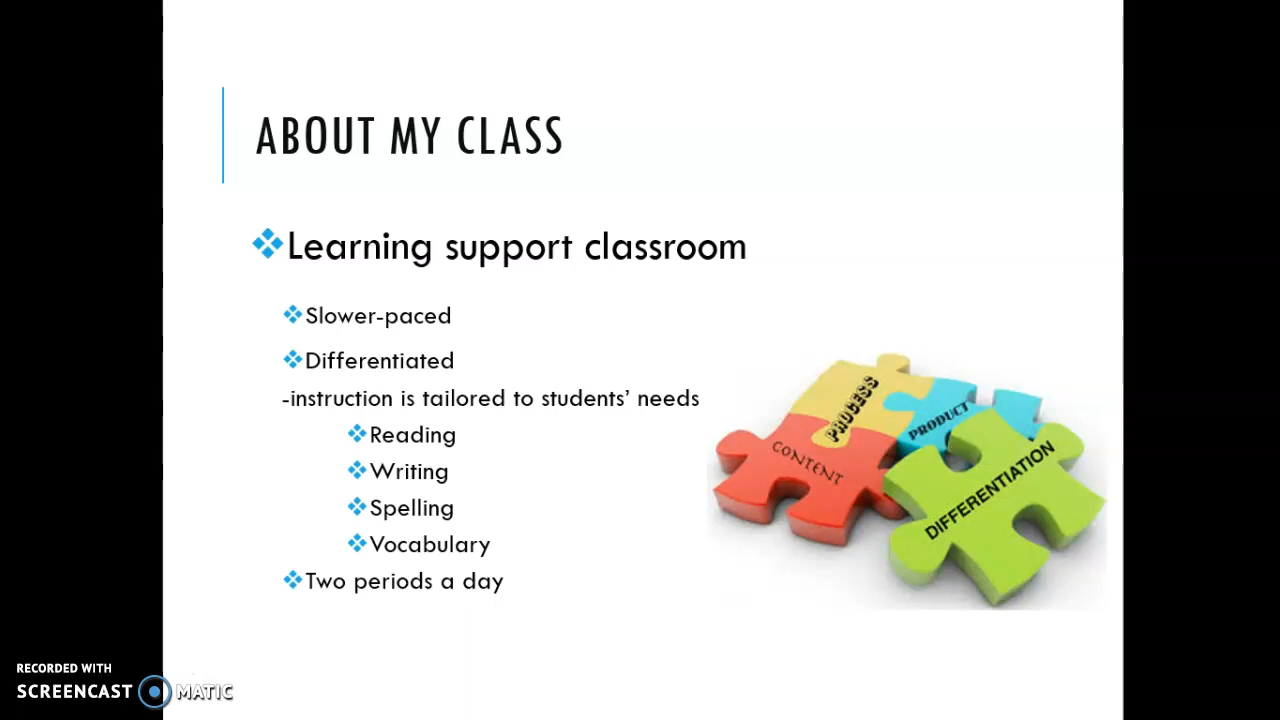 ABOUT MY CLASS
Learning support classroom
Slower-paced
Differentiated
-instruction is tailored to students' needs
Reading
Writing
Spelling
Vocabulary
Two periods a day
PROCESS
PRODUCT
CONTENT
DIFFERENTIATION
RECORDED WITH
SCREENCAST MATIC